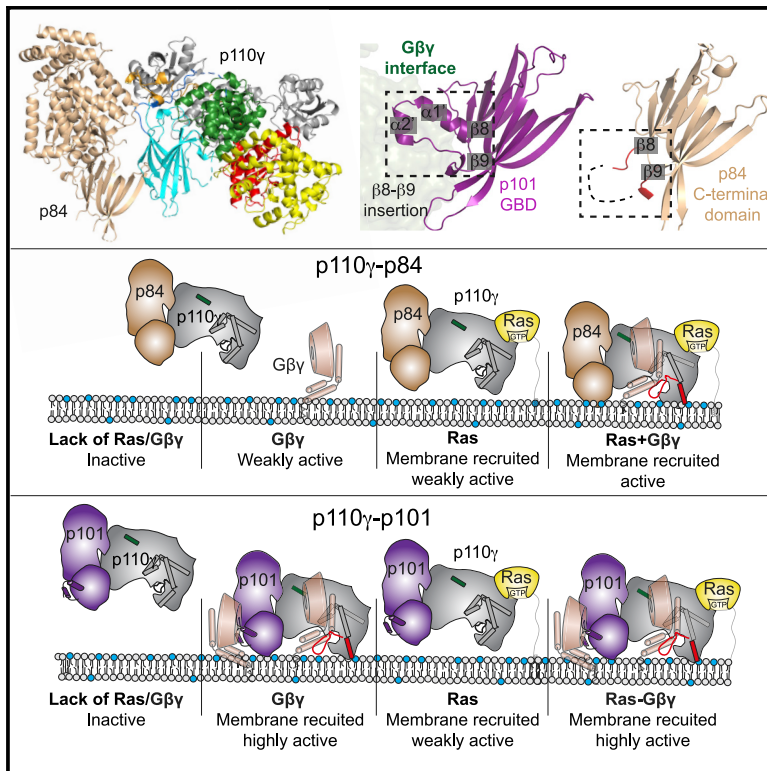 p110γ
p84
Gβγ
interface
α2'
α1'
β8
β9
β8-β9
insertion
p101
GBD
β8
β9
p84
C-terminal
domain
p110γ-p84
p84
p110γ
Gβγ
p84
p110γ
Ras
GTP
p84
Ras
GTP
Lack of Ras/Gβγ
Inactive
Gβγ
Weakly active
Ras
Membrane recruited
weakly active
Ras+Gβγ
Membrane recruited
active
p110γ-p101
p101
p110γ
p101
p101
p110γ
Ras
GTP
p101
Ras
GTP
Lack of Ras/Gβγ
Inactive
Gβγ
Membrane recuited
highly active
Ras
Membrane recruited
weakly active
Ras-Gβγ
Membrane recruited
highly active